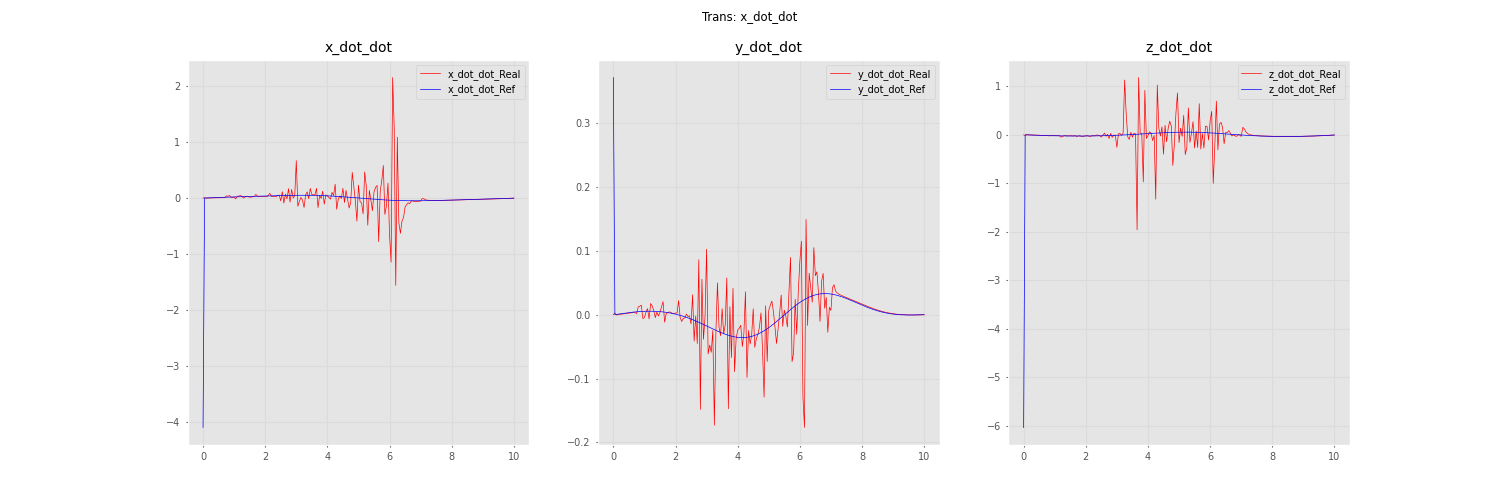 Trans: x_dot_dot
x_dot_dot
y_dot_dot
z_dot_dot
x_dot_dot_Real
x_dot_dot_Ref
y_dot_dot_Real
y_dot_dot_Ref
z_dot_dot_Real
z_dot_dot_Ref
2
1
0
−1
−2
−3
−4
0 2 4 6 8 10
0.3
0.2
0.1
0.0
−0.1
−0.2
0 2 4 6 8 10
1
0
−1
−2
−3
−4
−5
−6
0 2 4 6 8 10